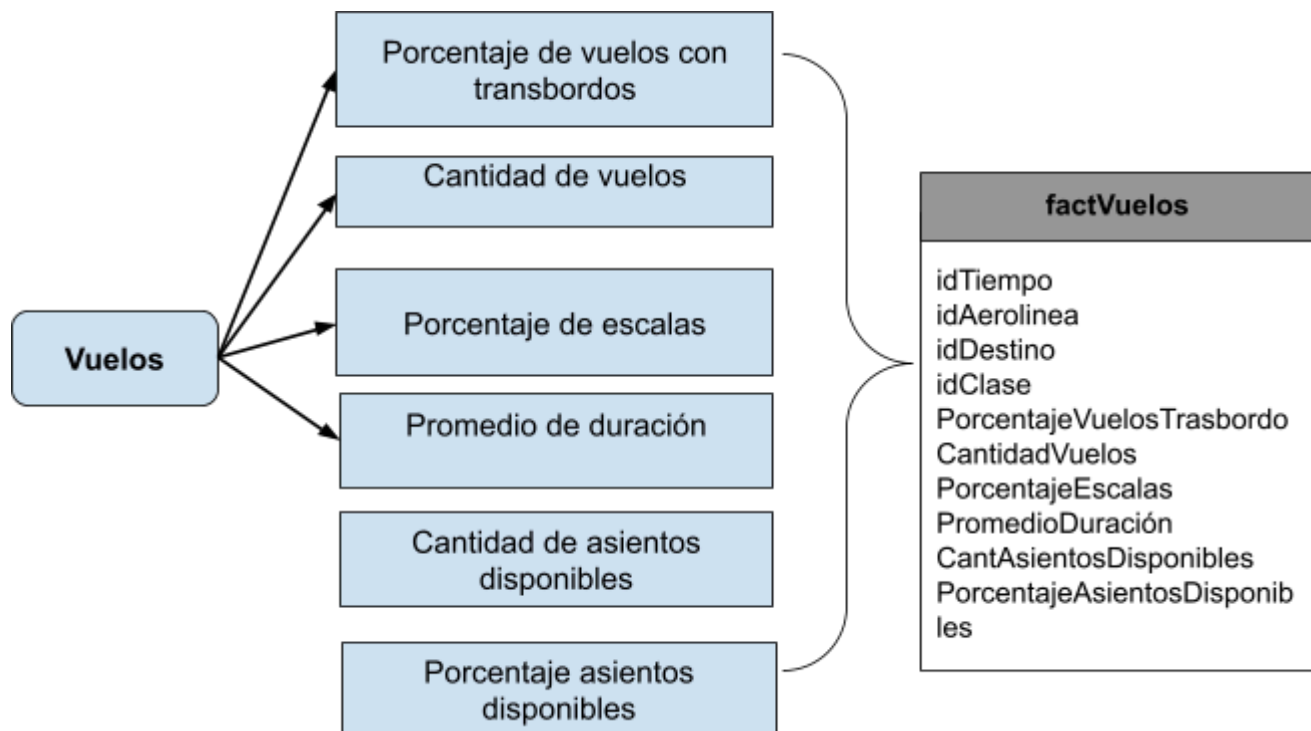 Vuelos
Porcentaje de vuelos con
transbordos
Cantidad de vuelos
Porcentaje de escalas
Promedio de duración
Cantidad de asientos
disponibles
Porcentaje asientos
disponibles
factVuelos
idTiempo
idAerolinea
idDestino
idClase
PorcentajeVuelosTrasbordo
CantidadVuelos
PorcentajeEscalas
PromedioDuración
CantAsientosDisponibles
PorcentajeAsientosDisponib
les